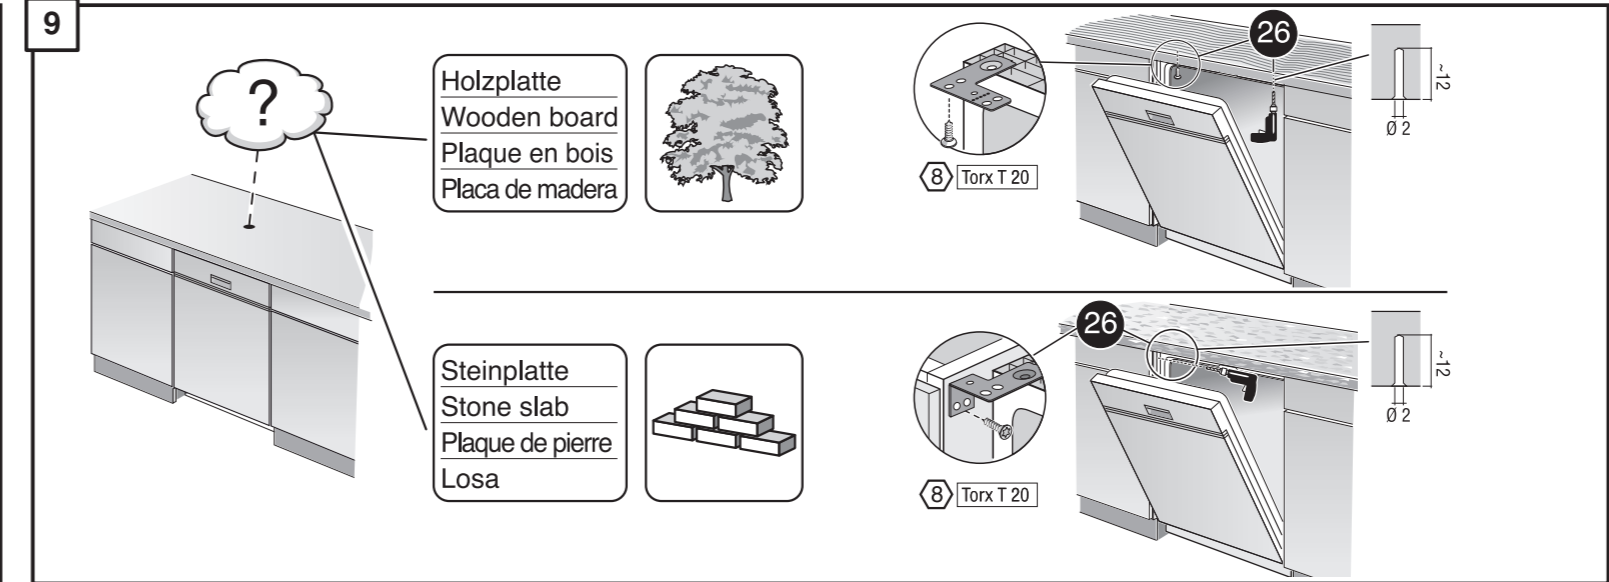 9
?
Holzplatte
Wooden board
Plaque en bois
Placa de madera
26
8 Torx T 20
~12
Ø 2
Steinplatte
Stone slab
Plaque de pierre
Losa
26
8 Torx T 20
~12
Ø 2